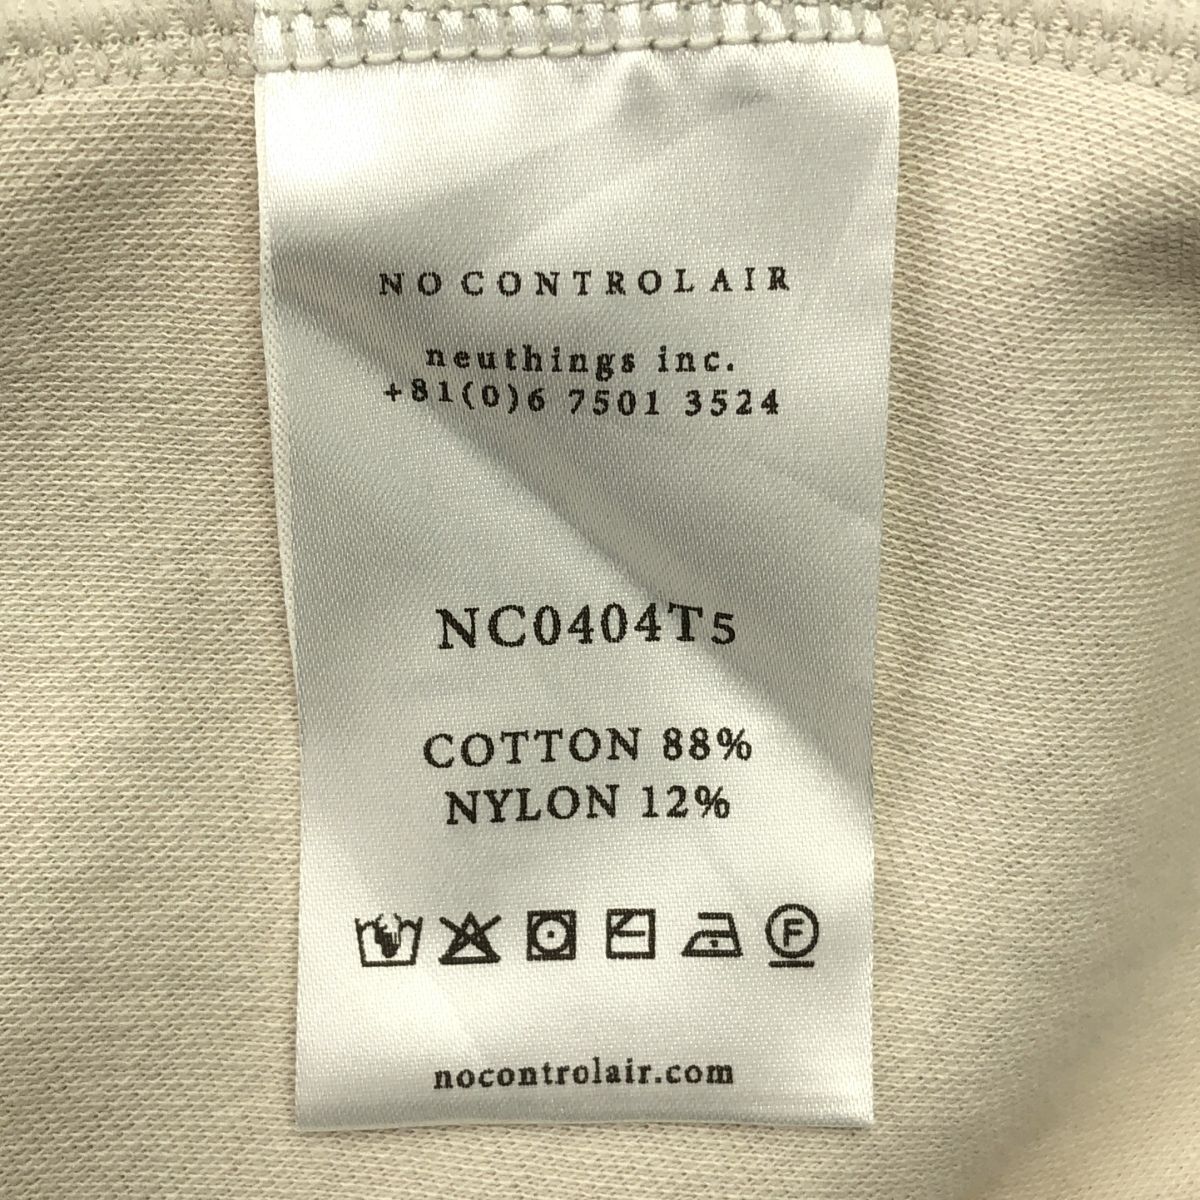 NO CONTROL AIR
neuthings inc.
+81(0)6 7501 3524
NC0404T5
COTTON 88%
NYLON 12%
F
nocontrolair.com